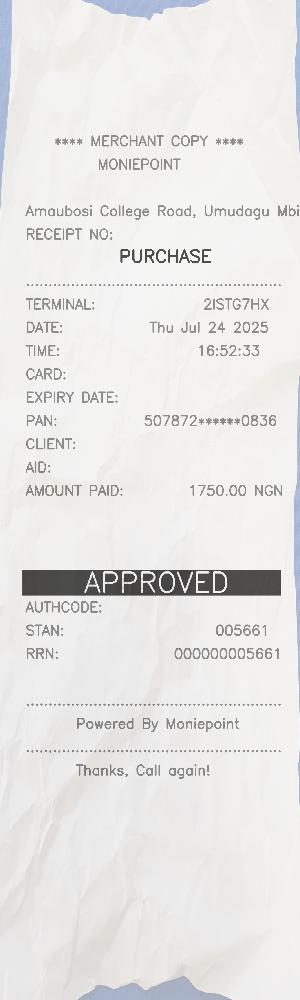 **** MERCHANT COPY ****
MONIEPOINT
Amaubosi College Road, Umudagu Mbi
RECEIPT NO:
PURCHASE
TERMINAL: 2ISTG7HX
DATE: Thu Jul 24 2025
TIME: 16:52:33
CARD:
EXPIRY DATE:
PAN: 507872******0836
CLIENT:
AID:
AMOUNT PAID: 1750.00 NGN
APPROVED
AUTHCODE:
STAN: 005661
RRN: 000000005661
Powered By Moniepoint
Thanks, Call again!